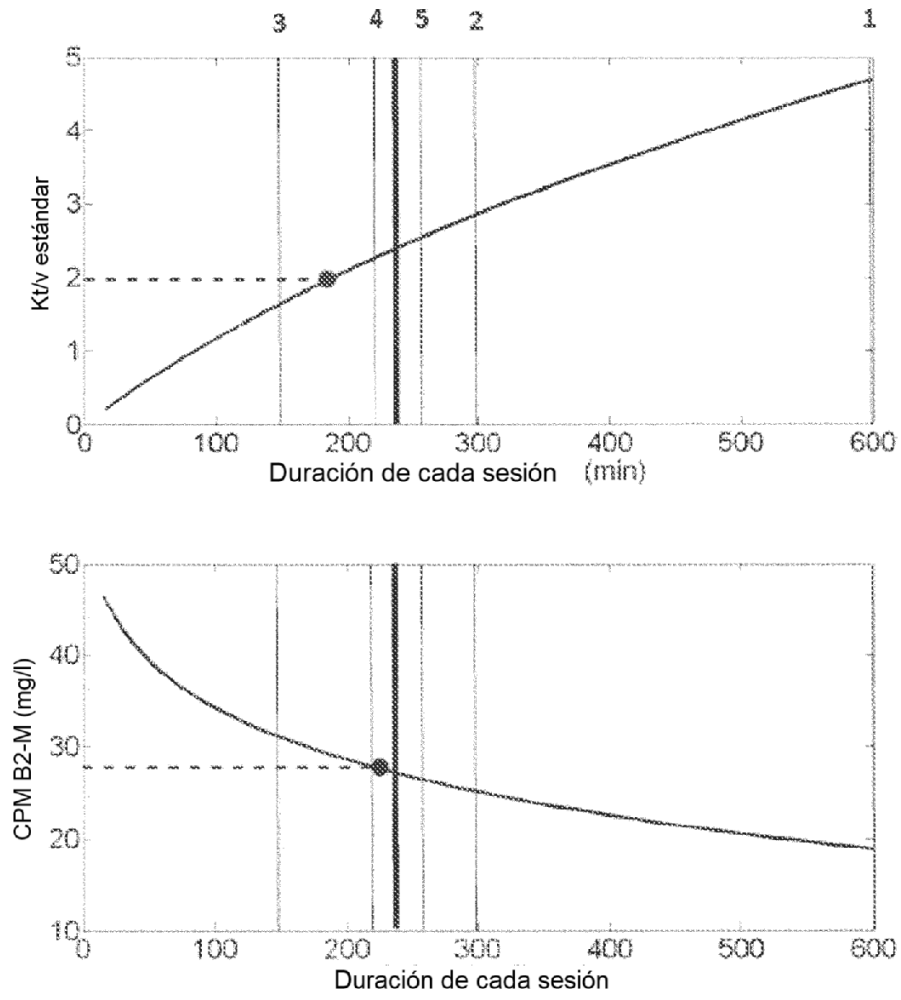 3 4 5 2 1
5
4
3
2
1
0
Kt/v estándar
0 100 200 300 400 500 600
Duración de cada sesión (mín)
50
40
30
20
10
CPM B2-M (mg/l)
0 100 200 300 400 500 600
Duración de cada sesión